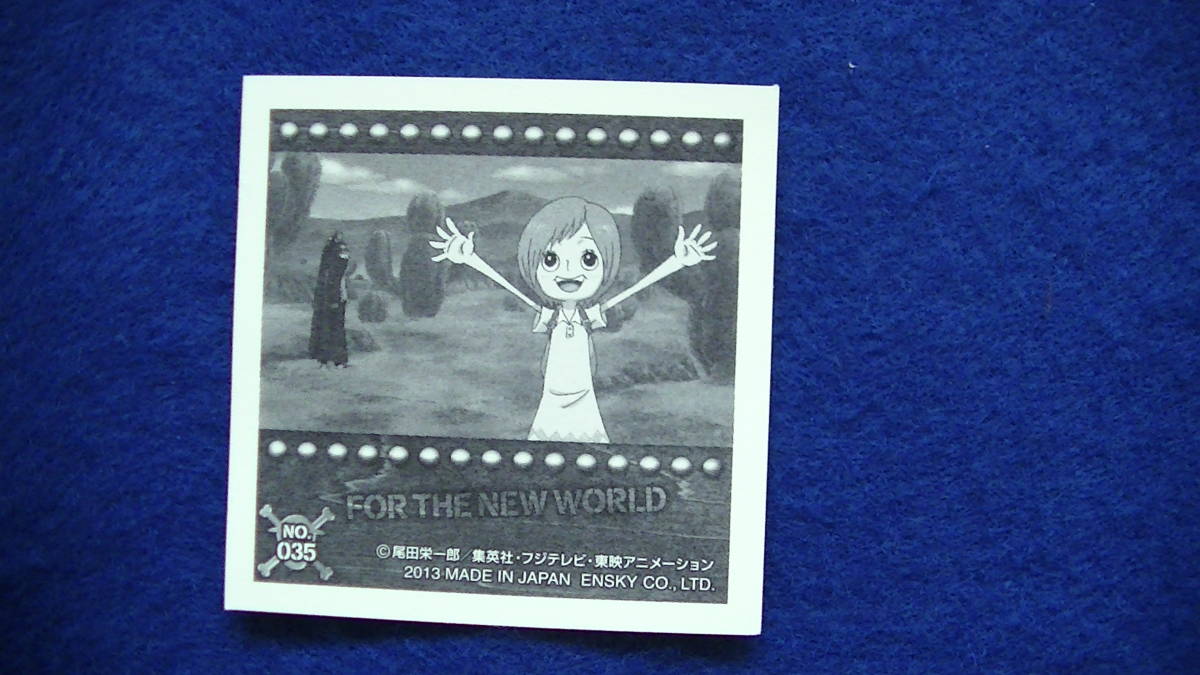 FOR THE NEW WORLD
NO.
035
©尾田栄一郎／集英社・フジテレビ・東映アニメーション
2013 MADE IN JAPAN ENSKY CO., LTD.